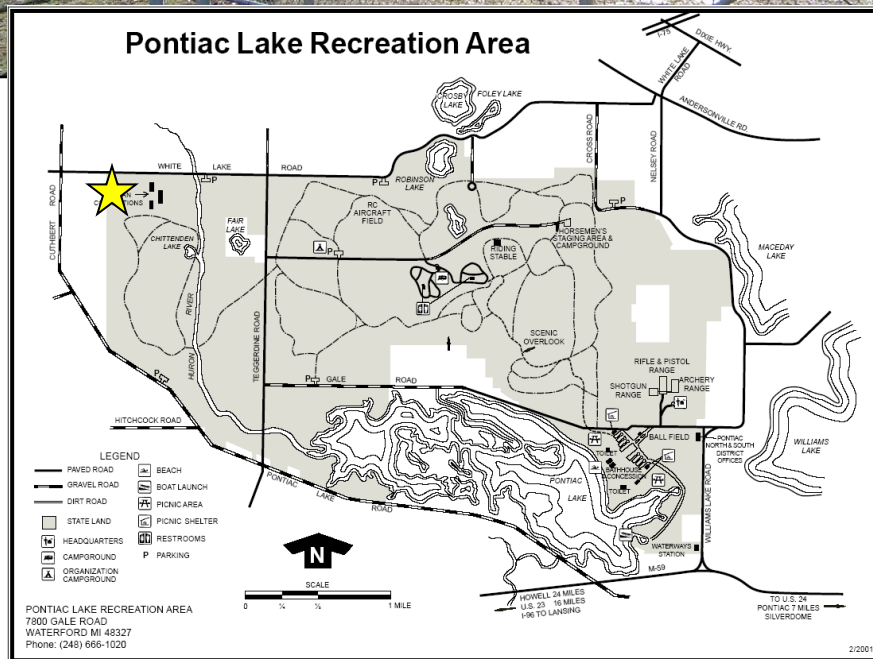 Pontiac Lake Recreation Area
I-75
DIXIE HWY.
WHITE LAKE
ROAD
ANDERSONVILLE RD.
CROSBY
LAKE
FOLEY LAKE
CROSS ROAD
NELSEY ROAD
WHITE LAKE ROAD
P
P
P
ROBINSON
LAKE
CUTHBERT ROAD
RC
AIRCRAFT
FIELD
FAIR
LAKE
CHITTENDEN
LAKE
P
HORSEMEN'S
STAGING AREA &
CAMPGROUND
RIDING
STABLE
MACEDAY
LAKE
HURON RIVER
TEGGERDINE ROAD
SCENIC
OVERLOOK
RIFLE & PISTOL
RANGE
SHOTGUN
RANGE
ARCHERY
RANGE
P
P
GALE ROAD
HITCHCOCK ROAD
BALL FIELD
PONTIAC
NORTH & SOUTH
DISTRICT
OFFICES
WILLIAMS
LAKE
TOILET
BATHHOUSE
&CONCESSION
TOILET
PONTIAC
LAKE
PONTIAC LAKE ROAD
WILLIAMS LAKE ROAD
WATERWAYS
STATION
M-59
LEGEND
PAVED ROAD
GRAVEL ROAD
DIRT ROAD
STATE LAND
HEADQUARTERS
CAMPGROUND
ORGANIZATION
CAMPGROUND
BEACH
BOAT LAUNCH
PICNIC AREA
PICNIC SHELTER
RESTROOMS
P PARKING
N
SCALE
0 ¼ ½ 1 MILE
HOWELL 24 MILES
U.S. 23 16 MILES
I-96 TO LANSING
TO U.S. 24
PONTIAC 7 MILES
SILVERDOME
PONTIAC LAKE RECREATION AREA
7800 GALE ROAD
WATERFORD MI 48327
Phone: (248) 666-1020
2/2001